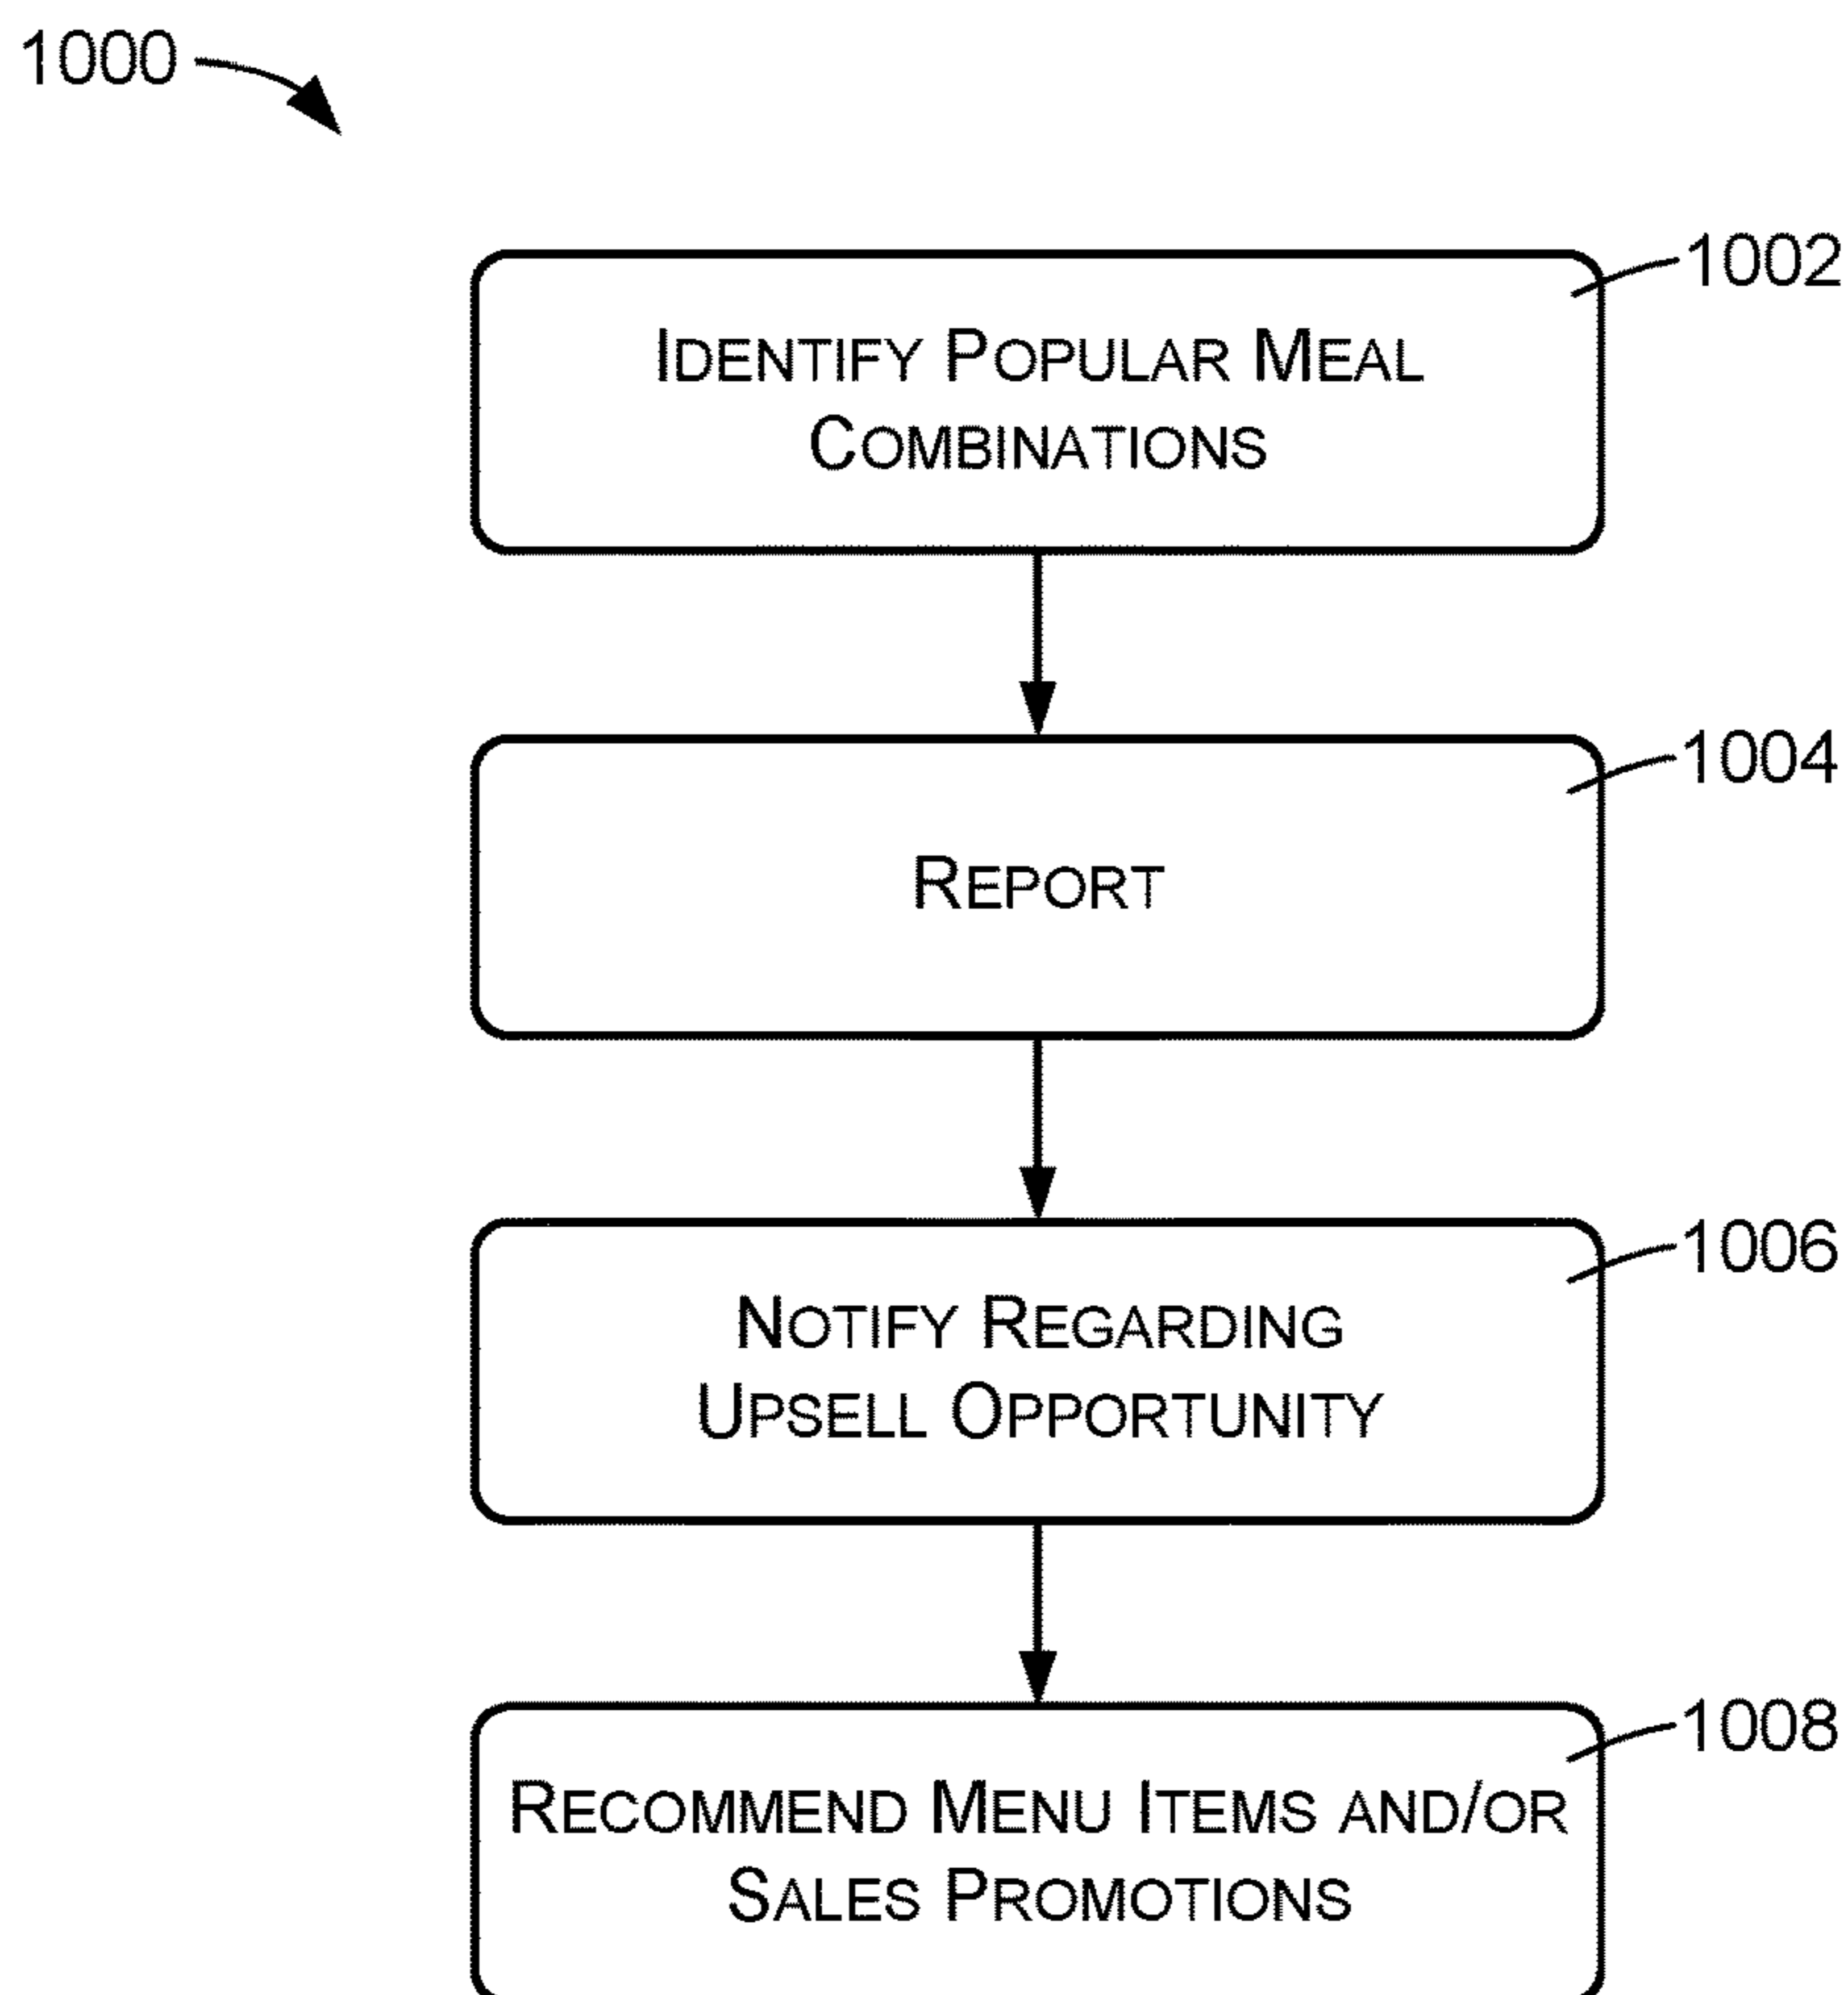 1000
1002
IDENTIFY POPULAR MEAL
COMBINATIONS
1004
REPORT
1006
NOTIFY REGARDING
UPSELL OPPORTUNITY
1008
RECOMMEND MENU ITEMS AND/OR
SALES PROMOTIONS